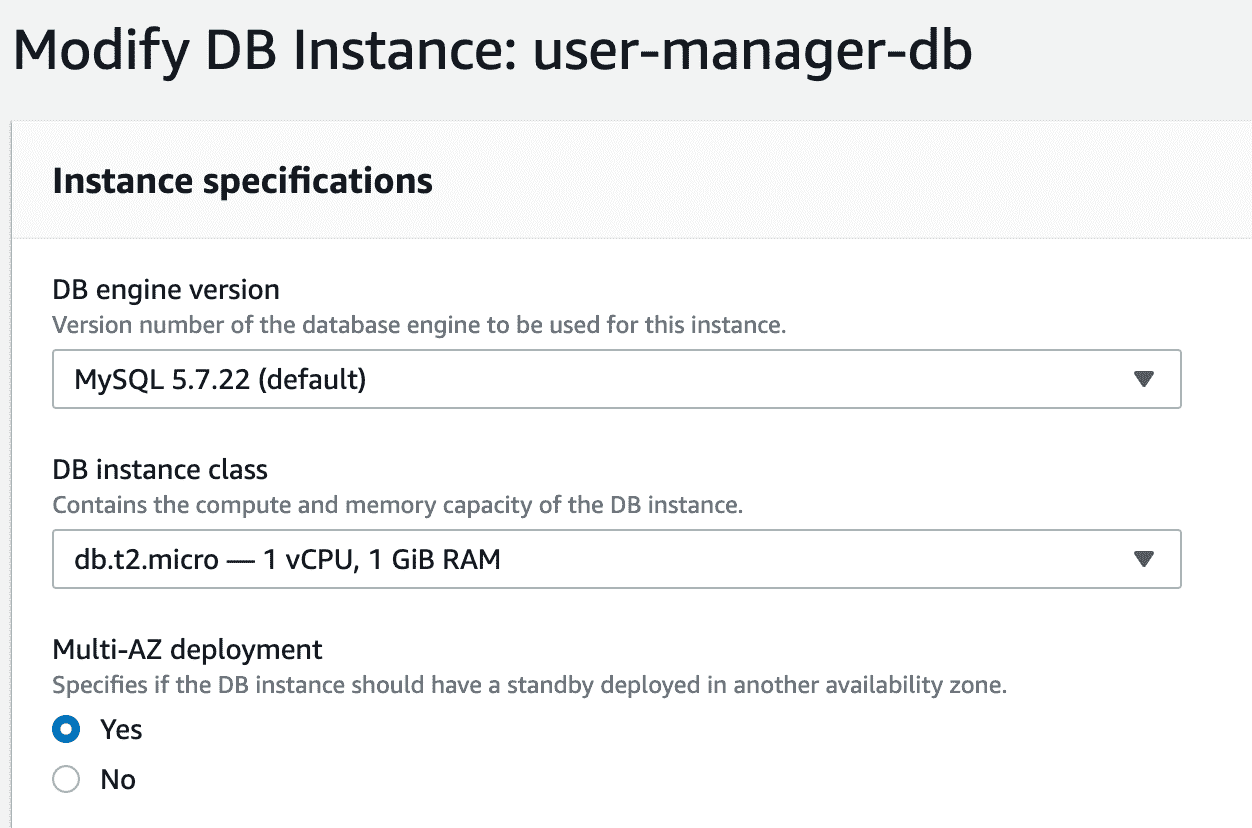 Modify DB Instance: user-manager-db
Instance specifications
DB engine version
Version number of the database engine to be used for this instance.
MySQL 5.7.22 (default)
DB instance class
Contains the compute and memory capacity of the DB instance.
db.t2.micro — 1 vCPU, 1 GiB RAM
Multi-AZ deployment
Specifies if the DB instance should have a standby deployed in another availability zone.
Yes
No